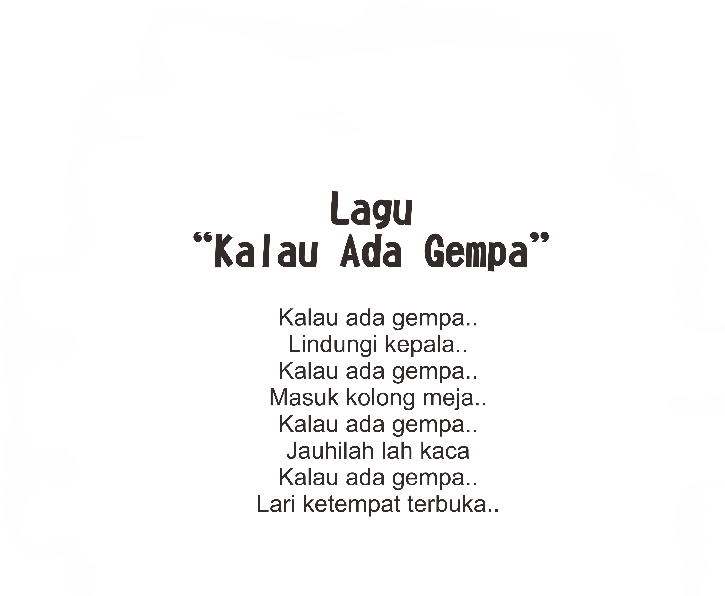 Lagu
“Kalau Ada Gempa”
Kalau ada gempa..
Lindungi kepala..
Kalau ada gempa..
Masuk kolong meja..
Kalau ada gempa..
Jauhilah lah kaca
Kalau ada gempa..
Lari ketempat terbuka..